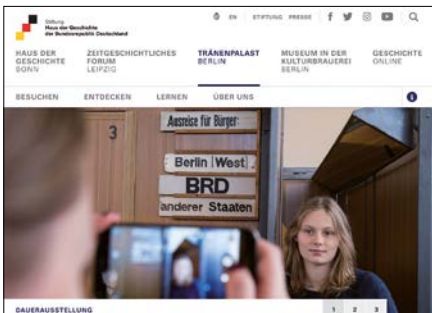 Stiftung
Haus der Geschichte
der Bundesrepublik Deutschland
EN STIFTUNG PRESSE
HAUS DER GESCHICHTE BONN
ZEITGESCHICHTLICHES FORUM LEIPZIG
TRÄNENPALAST BERLIN
MUSEUM IN DER KULTURBRAUEREI BERLIN
GESCHICHTE ONLINE
BESUCHEN ENTDECKEN LERNEN ÜBER UNS
3
Ausreise für Bürger:
Berlin (West)
BRD
anderer Staaten
DAUERAUSSTELLUNG
1 2 3